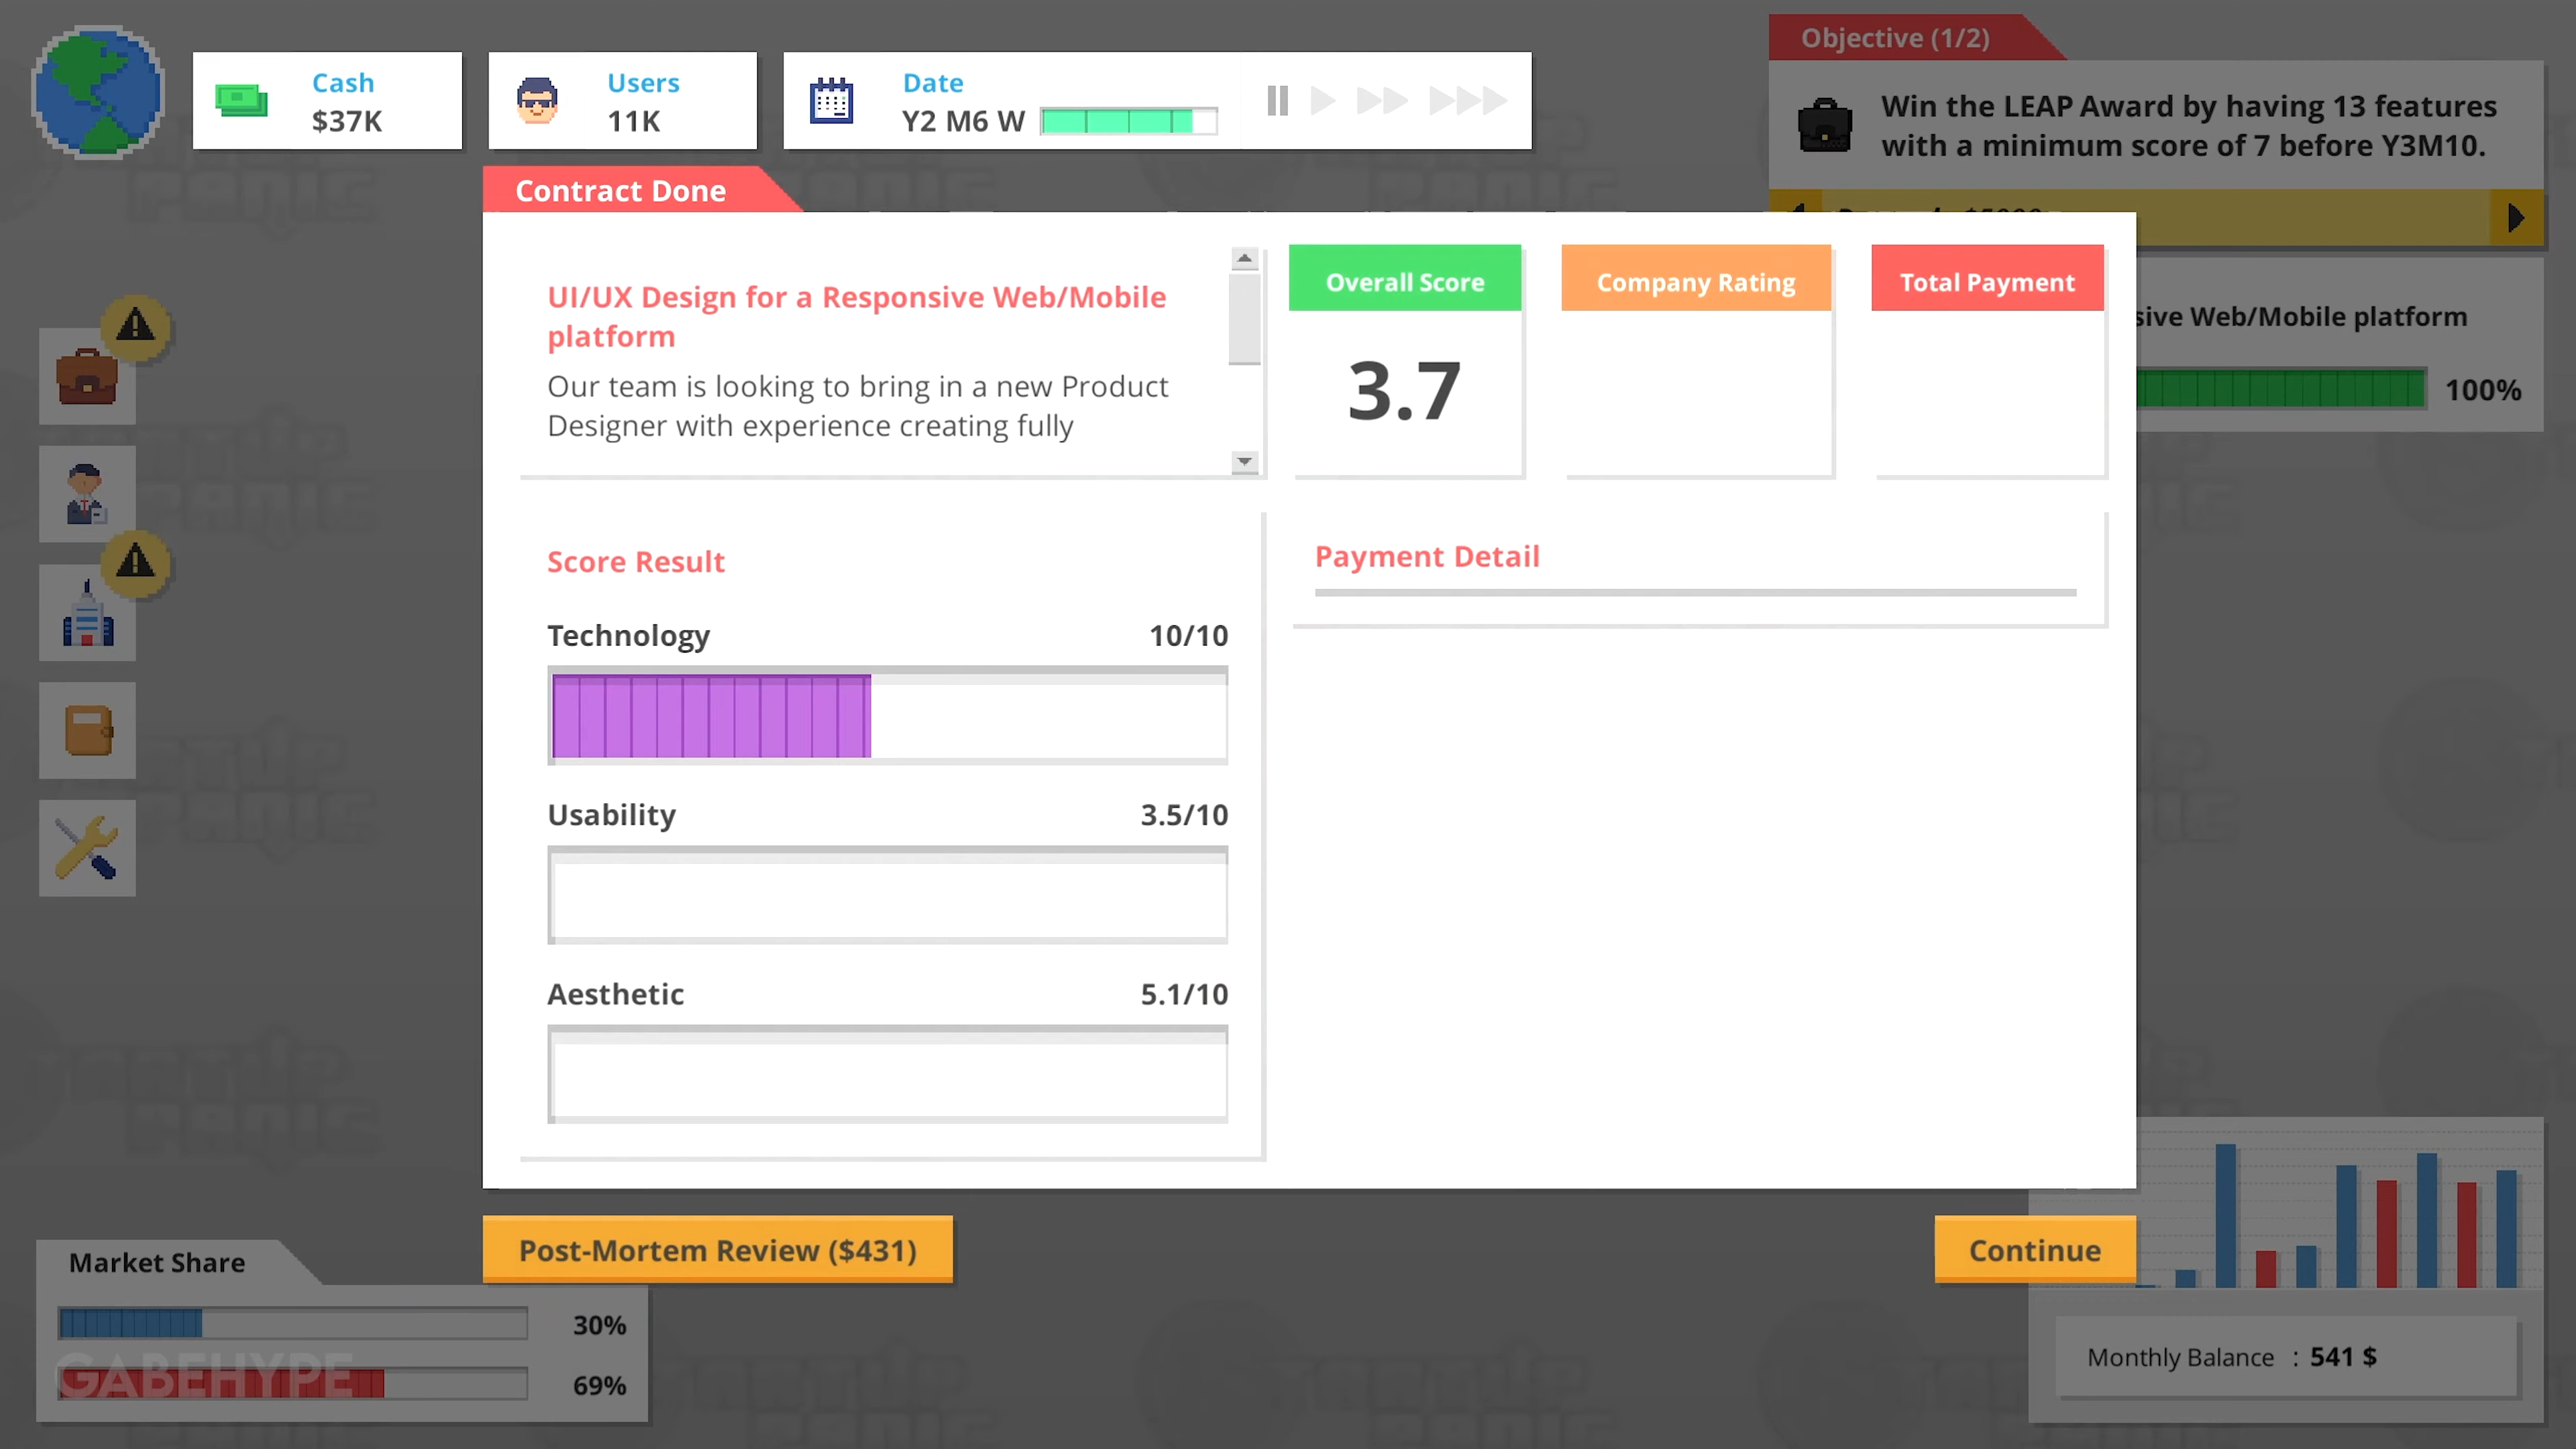 Cash
$37K
Users
11K
Date
Y2 M6 W
Objective (1/2)
Win the LEAP Award by having 13 features
with a minimum score of 7 before Y3M10.
Contract Done
UI/UX Design for a Responsive Web/Mobile
platform
Our team is looking to bring in a new Product
Designer with experience creating fully
Overall Score
3.7
Company Rating
Total Payment
sive Web/Mobile platform
100%
Score Result
Technology
10/10
Usability
3.5/10
Aesthetic
5.1/10
Payment Detail
Post-Mortem Review ($431)
Continue
Market Share
30%
69%
GABEHYPE
Monthly Balance : 541 $